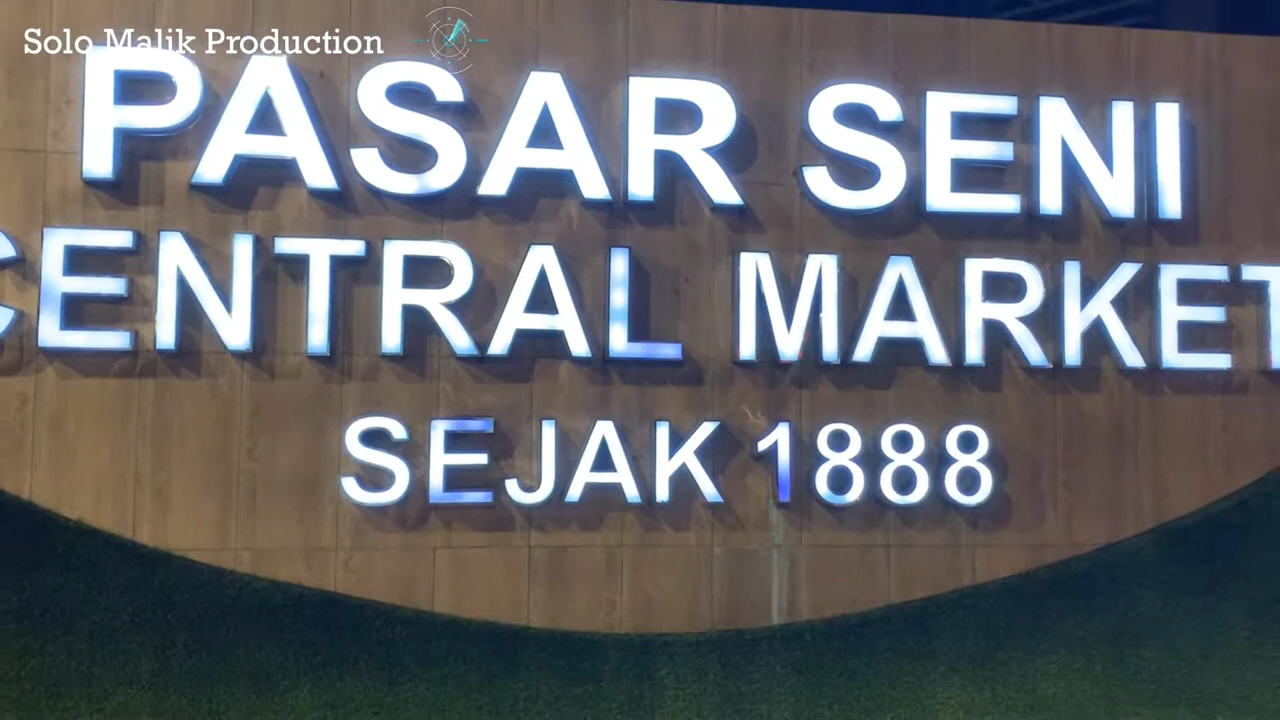 Solo Malik Production
PASAR SENI
CENTRAL MARKET
SEJAK 1888